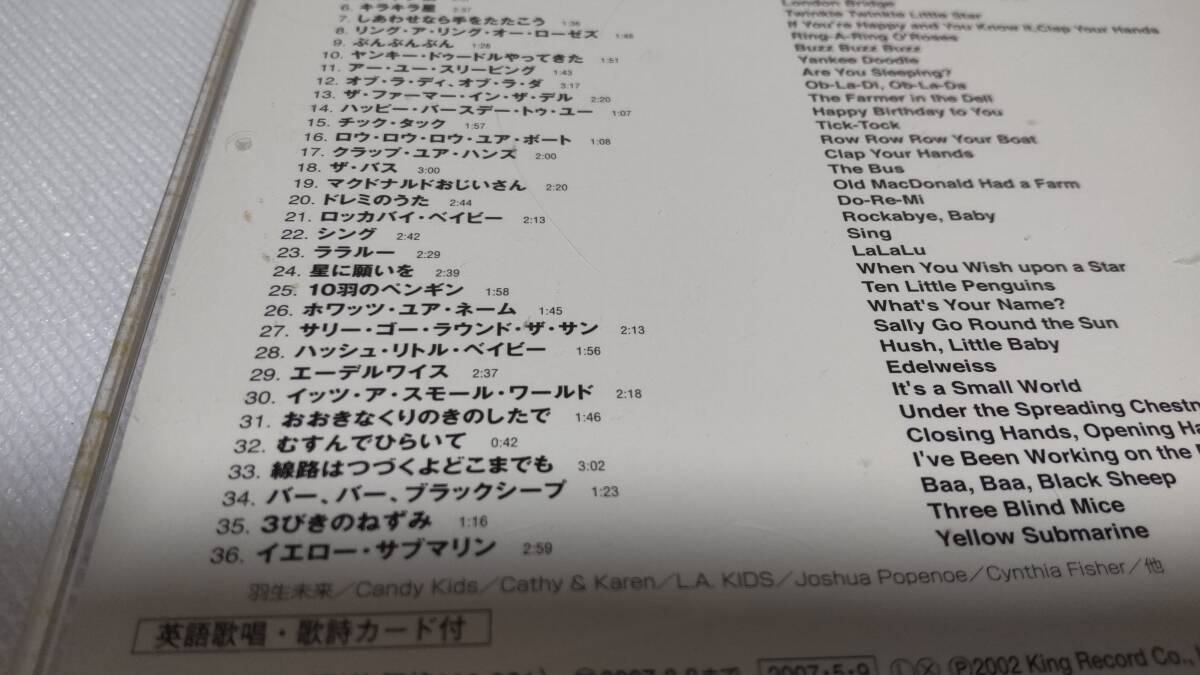 6. キラキラ星 2:37 Twinkle Twinkle Little Star
7. しあわせなら手をたたこう 1:36 If You're Happy and You Know it, Clap Your Hands
8. リング・ア・リング・オー・ローゼズ 1:46 Ring-A-Ring O'Roses
9. ぶんぶんぶん 1:28 Buzz Buzz Buzz
10. ヤンキー・ドゥードルやってきた 1:51 Yankee Doodle
11. アー・ユー・スリーピング 1:43 Are You Sleeping?
12. オブ・ラ・ディ、オブ・ラ・ダ 3:17 Ob-La-Di, Ob-La-Da
13. ザ・ファーマー・イン・ザ・デル 2:20 The Farmer in the Dell
14. ハッピー・バースデー・トゥ・ユー 1:07 Happy Birthday to You
15. チック・タック 1:57 Tick-Tock
16. ロウ・ロウ・ロウ・ユア・ボート 1:08 Row Row Row Your Boat
17. クラップ・ユア・ハンズ 2:00 Clap Your Hands
18. ザ・バス 3:00 The Bus
19. マクドナルドおじいさん 2:20 Old MacDonald Had a Farm
20. ドレミのうた 2:44 Do-Re-Mi
21. ロッカバイ・ベイビー 2:13 Rockabye, Baby
22. シング 2:42 Sing
23. ララルー 2:29 LaLaLu
24. 星に願いを 2:39 When You Wish upon a Star
25. 10羽のペンギン 1:58 Ten Little Penguins
26. ホワッツ・ユア・ネーム 1:45 What's Your Name?
27. サリー・ゴー・ラウンド・ザ・サン 2:13 Sally Go Round the Sun
28. ハッシュ・リトル・ベイビー 1:56 Hush, Little Baby
29. エーデルワイス 2:37 Edelweiss
30. イッツ・ア・スモール・ワールド 2:18 It's a Small World
31. おおきなくりのきのしたで 1:46 Under the Spreading Chestn
32. むすんでひらいて 0:42 Closing Hands, Opening Ha
33. 線路はつづくよどこまでも 3:02 I've Been Working on the
34. バー、バー、ブラックシープ 1:23 Baa, Baa, Black Sheep
35. 3びきのねずみ 1:16 Three Blind Mice
36. イエロー・サブマリン 2:59 Yellow Submarine
羽生未来／Candy Kids／Cathy & Karen／L.A. KIDS／Joshua Popenoe／Cynthia Fisher／他
英語歌唱・歌詩カード付
2007・5・9 Ⓛ Ⓧ Ⓟ2002 King Record Co.,